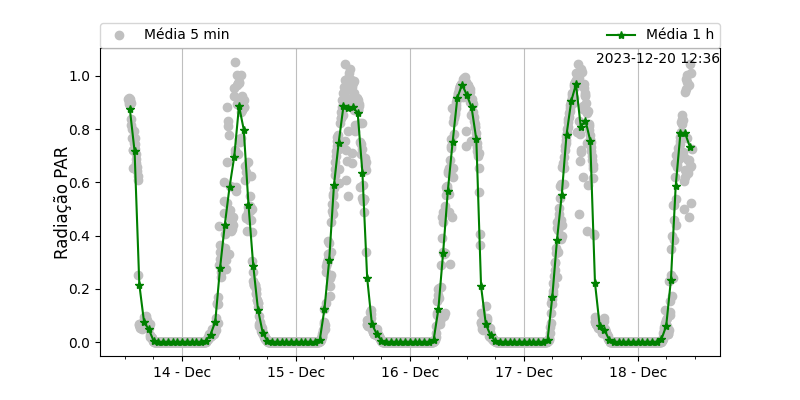 Média 5 min
Média 1 h
2023-12-20 12:36
Radiação PAR
1.0
0.8
0.6
0.4
0.2
0.0
14 - Dec
15 - Dec
16 - Dec
17 - Dec
18 - Dec